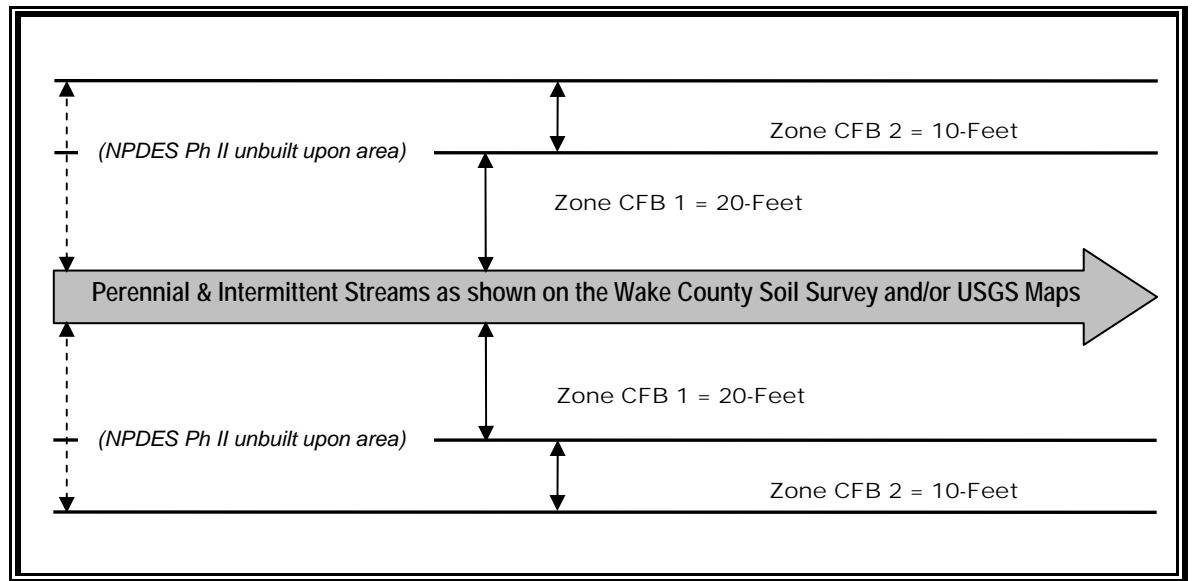 Zone CFB 2 = 10-Feet
(NPDES Ph II unbuilt upon area)
Zone CFB 1 = 20-Feet
Perennial & Intermittent Streams as shown on the Wake County Soil Survey and/or USGS Maps
Zone CFB 1 = 20-Feet
(NPDES Ph II unbuilt upon area)
Zone CFB 2 = 10-Feet